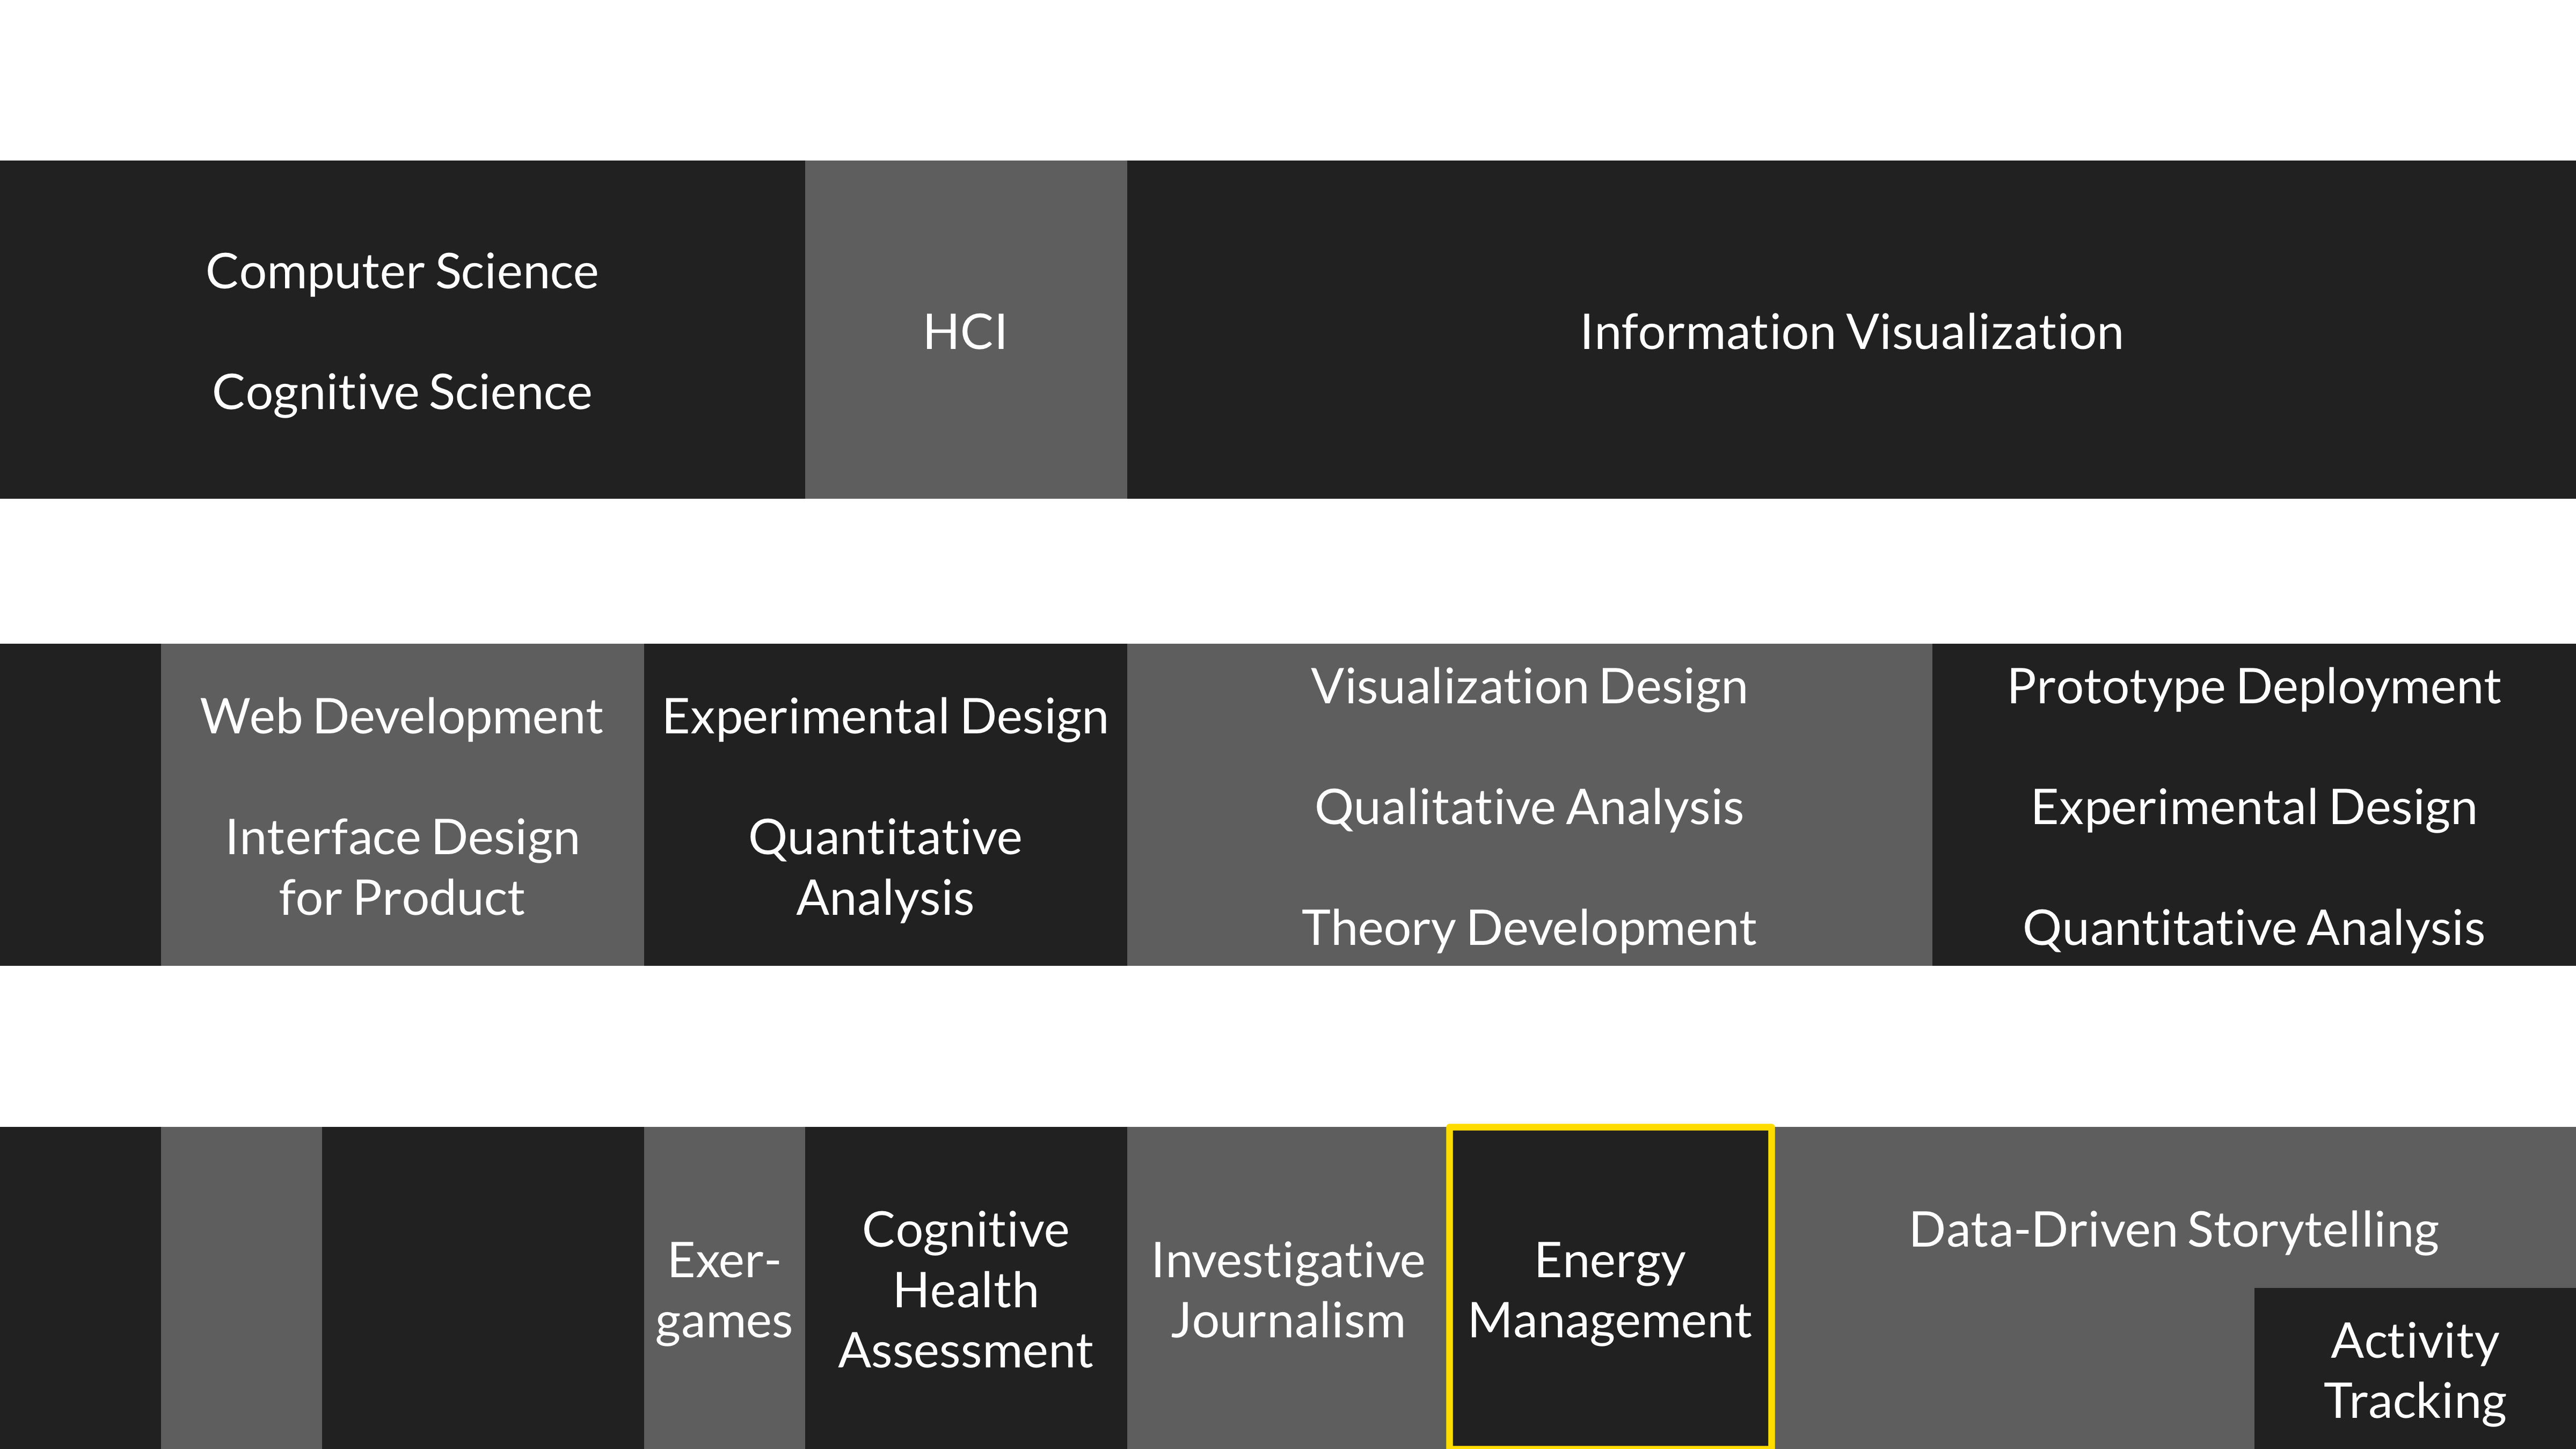 Computer Science
Cognitive Science
HCI
Information Visualization
Web Development
Interface Design
for Product
Experimental Design
Quantitative
Analysis
Visualization Design
Qualitative Analysis
Theory Development
Prototype Deployment
Experimental Design
Quantitative Analysis
Exer-
games
Cognitive
Health
Assessment
Investigative
Journalism
Energy
Management
Data-Driven Storytelling
Activity
Tracking